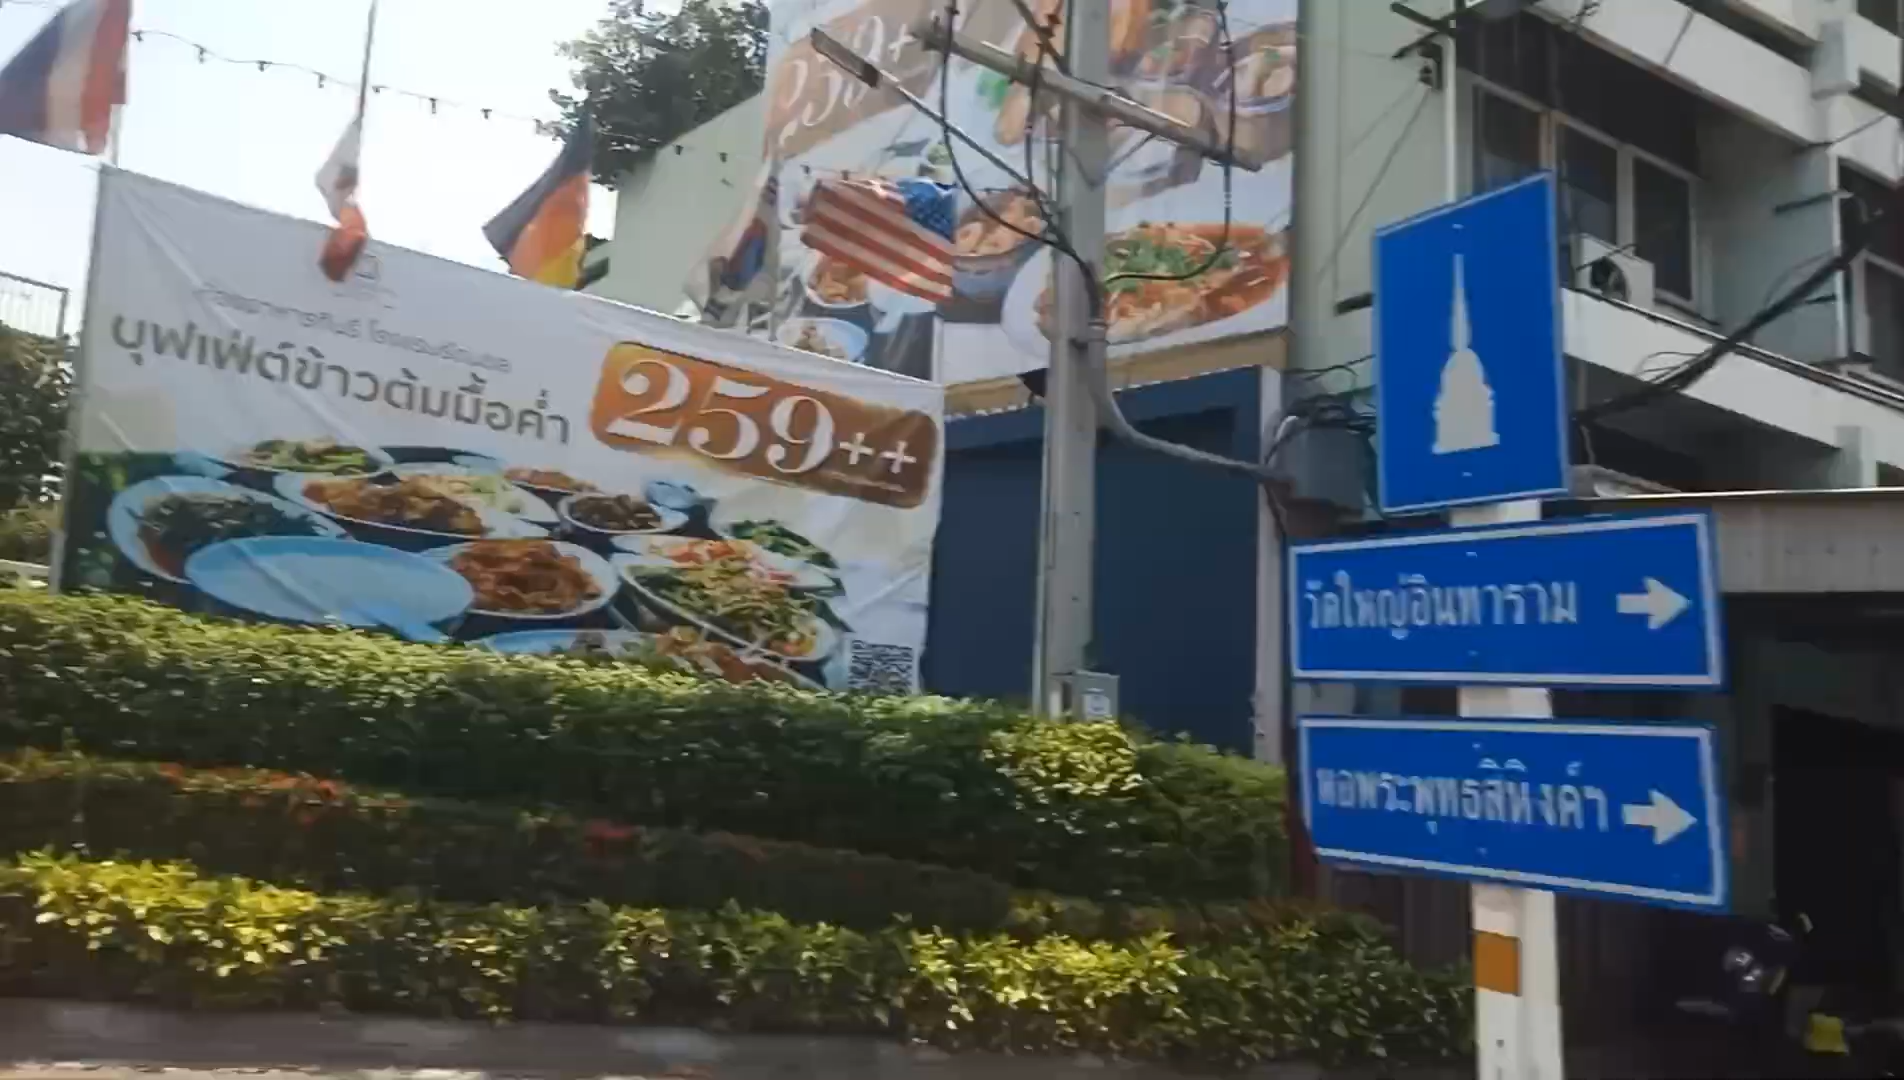 259+
บุฟเฟ่ต์ข้าวต้มมื้อค่ำ
259++
วัดใหญ่อินทาราม
หอพระพุทธสิหิงค์ฯ